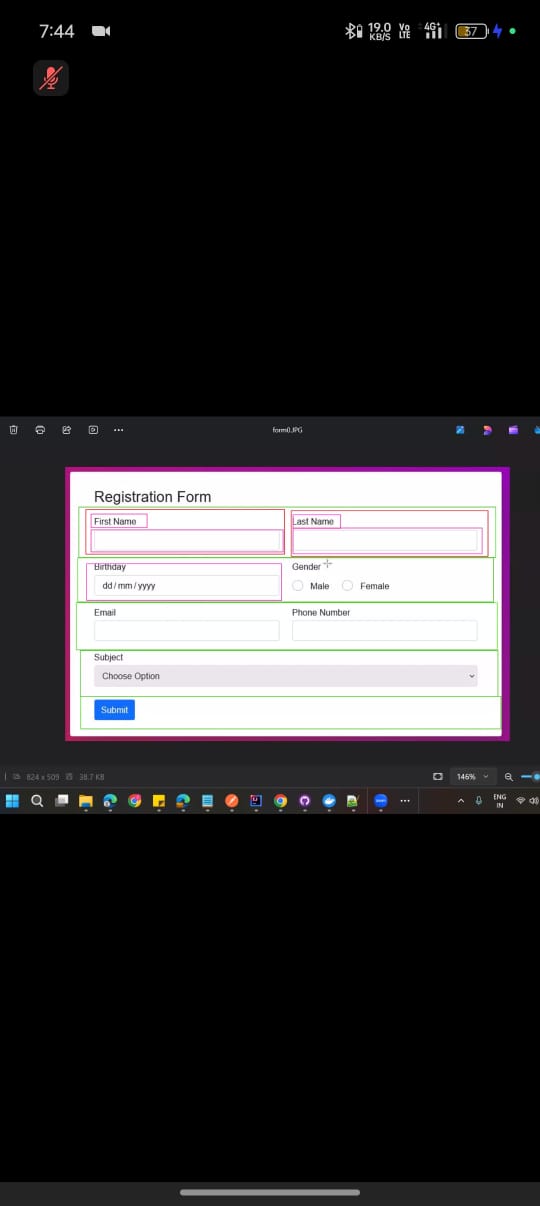 7:44
19.0
KB/S
Vo
LTE
4G+
37
form0.JPG
Registration Form
First Name
Last Name
Birthday
Gender
dd/mm/yyyy
Male
Female
Email
Phone Number
Subject
Choose Option
Submit
824 x 509
38.7 KB
146%
ENG
IN